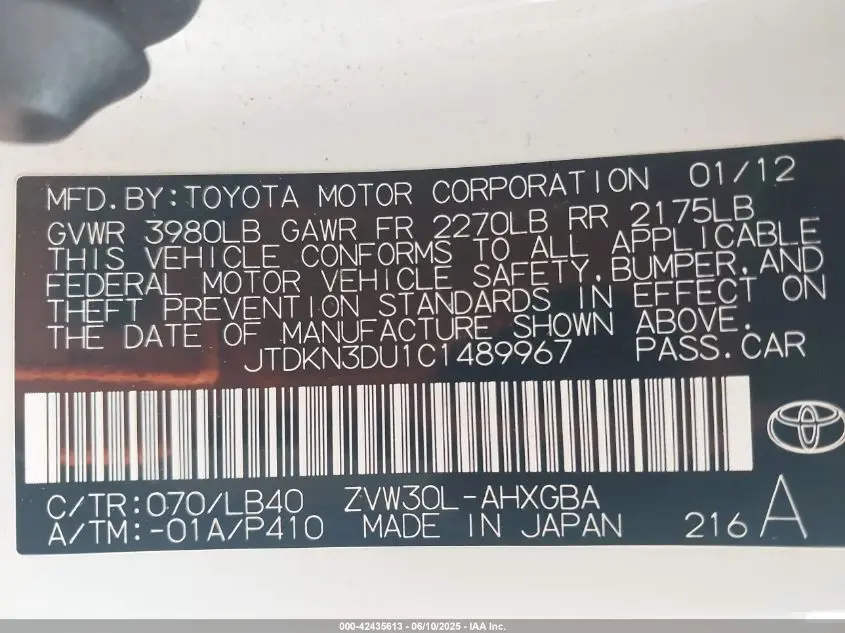 MFD.BY:TOYOTA MOTOR CORPORATION 01/12
GVWR 3980LB GAWR FR 2270LB RR 2175LB
THIS VEHICLE CONFORMS TO ALL APPLICABLE
FEDERAL MOTOR VEHICLE SAFETY,BUMPER,AND
THEFT PREVENTION STANDARDS IN EFFECT ON
THE DATE OF MANUFACTURE SHOWN ABOVE.
JTDKN3DU1C1489967 PASS.CAR
C/TR:070/LB40 ZVW30L-AHXGBA
A/TM:-01A/P410 MADE IN JAPAN 216 A
000-42435613 - 06/10/2025 - IAA Inc.